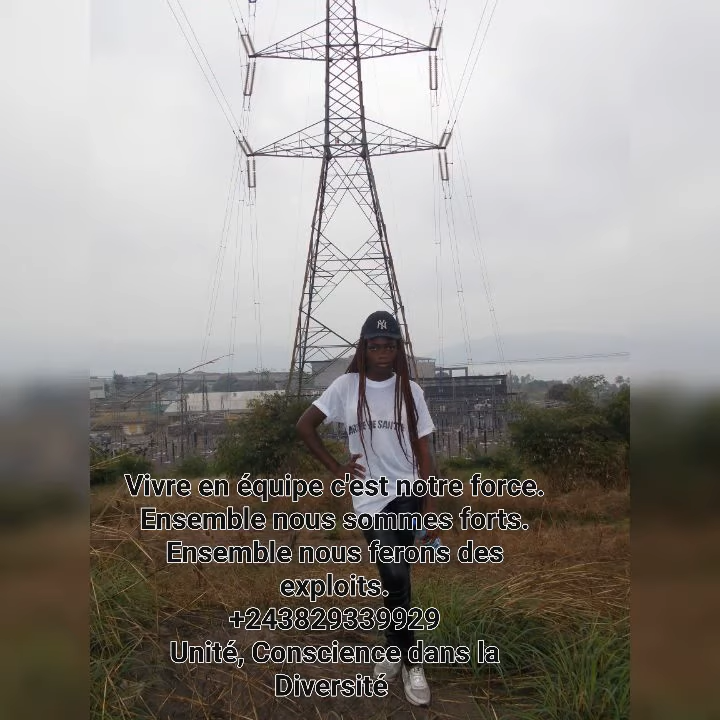 NY
Vivre en équipe c'est notre force.
Ensemble nous sommes forts.
Ensemble nous ferons des
exploits.
+243829339929
Unité, Conscience dans la
Diversité